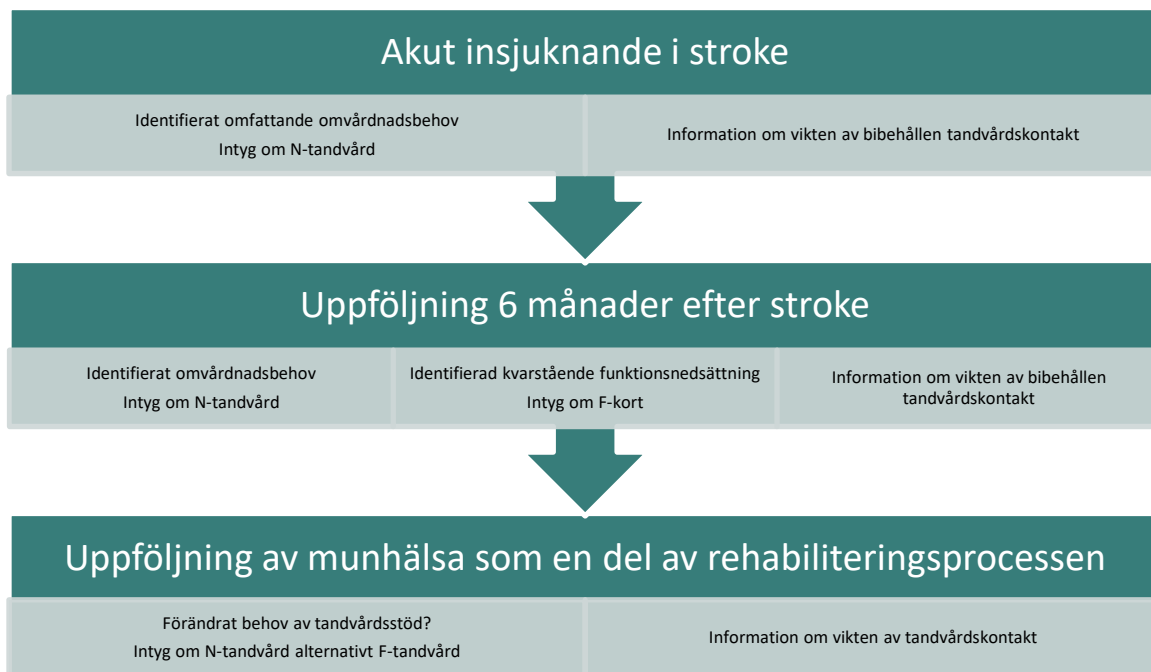 Akut insjuknande i stroke
Identifierat omfattande omvårdnadsbehov
Intyg om N-tandvård
Information om vikten av bibehållen tandvårdskontakt
Uppföljning 6 månader efter stroke
Identifierat omvårdnadsbehov
Intyg om N-tandvård
Identifierad kvarstående funktionsnedsättning
Intyg om F-kort
Information om vikten av bibehållen
tandvårdskontakt
Uppföljning av munhälsa som en del av rehabiliteringsprocessen
Förändrat behov av tandvårdsstöd?
Intyg om N-tandvård alternativt F-tandvård
Information om vikten av tandvårdskontakt